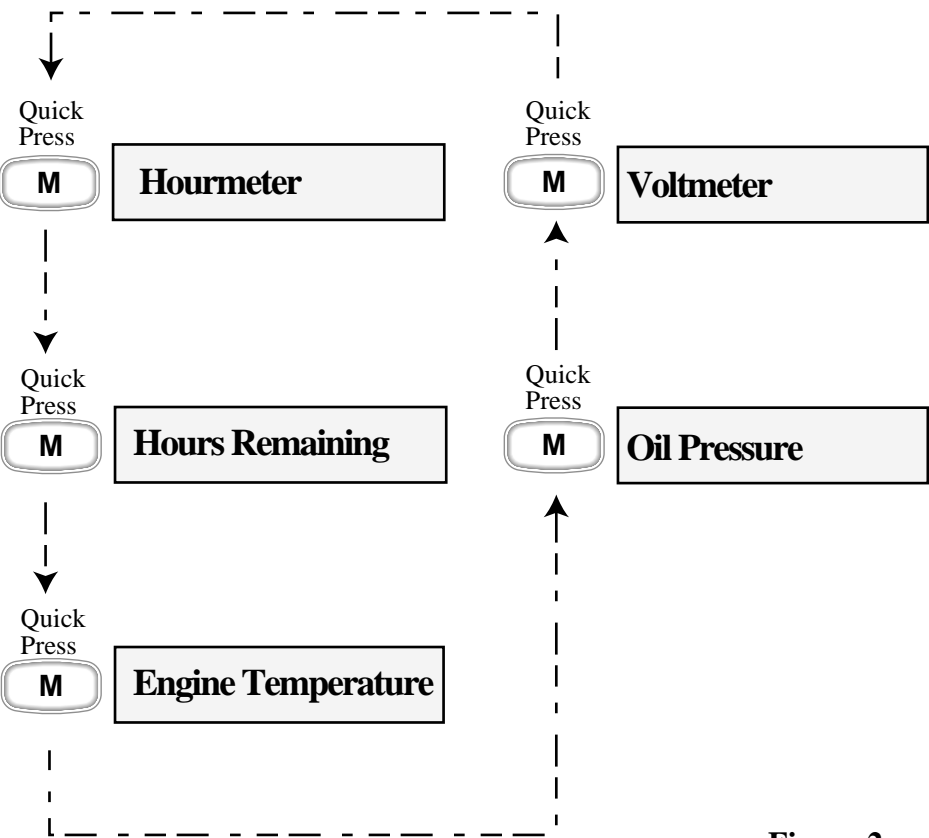 Quick
Press
M
Hourmeter
Quick
Press
M
Hours Remaining
Quick
Press
M
Engine Temperature
Quick
Press
M
Voltmeter
Quick
Press
M
Oil Pressure